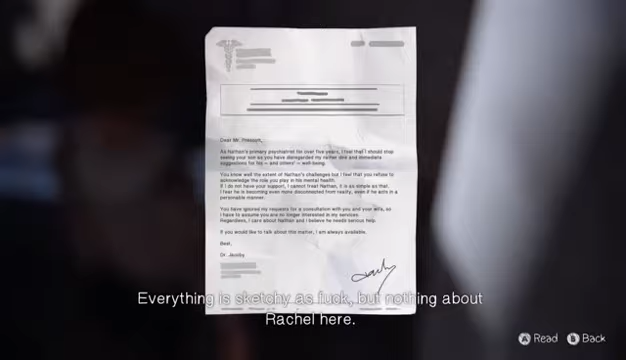 Dear Mr. Prescott,
As Nathan's primary psychiatrist for over five years, I feel that I should stop
seeing your son as you have disregarded my rather dire and immediate
suggestions for his — and others' — well-being.
You know well the extent of Nathan's challenges but I feel that you refuse to
acknowledge the role you play in his mental health.
If I do not have your support, I cannot treat Nathan, it is as simple as that.
I fear he is becoming even more disconnected from reality, even if he acts in a
personable manner.
You have ignored my requests for a consultation with you and your wife, so
I have to assume you are no longer interested in my services.
Regardless, I care about Nathan and I believe he needs serious help.
If you would like to talk about this matter, I am always available.
Best,
Dr. Jacoby
Everything is sketchy as fuck, but nothing about
Rachel here.
A Read B Back